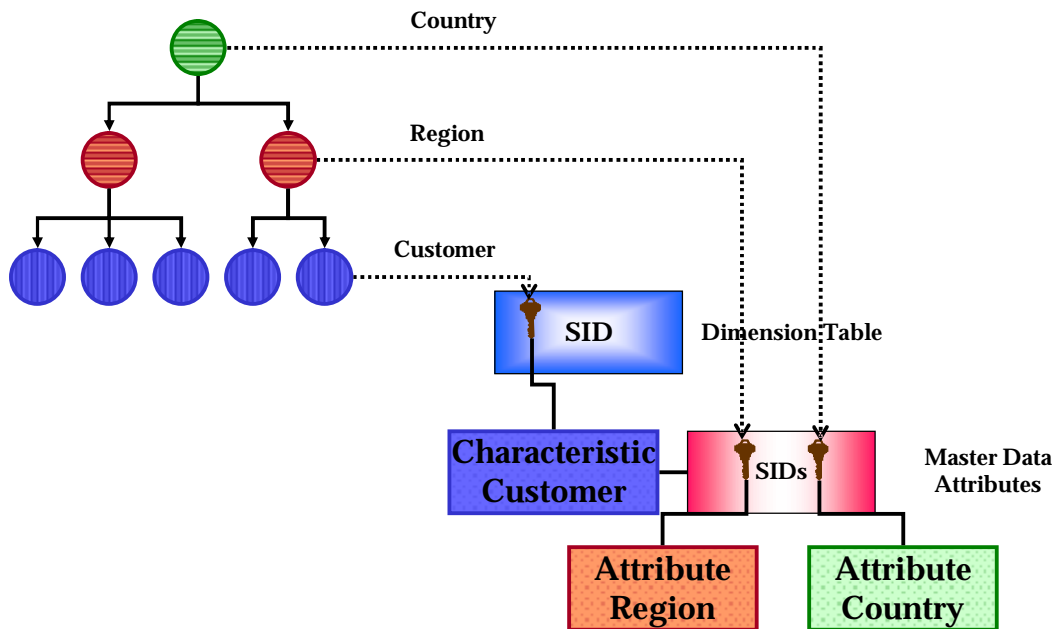 Country
Region
Customer
SID
Dimension Table
Characteristic
Customer
SIDs
Master Data
Attributes
Attribute
Region
Attribute
Country